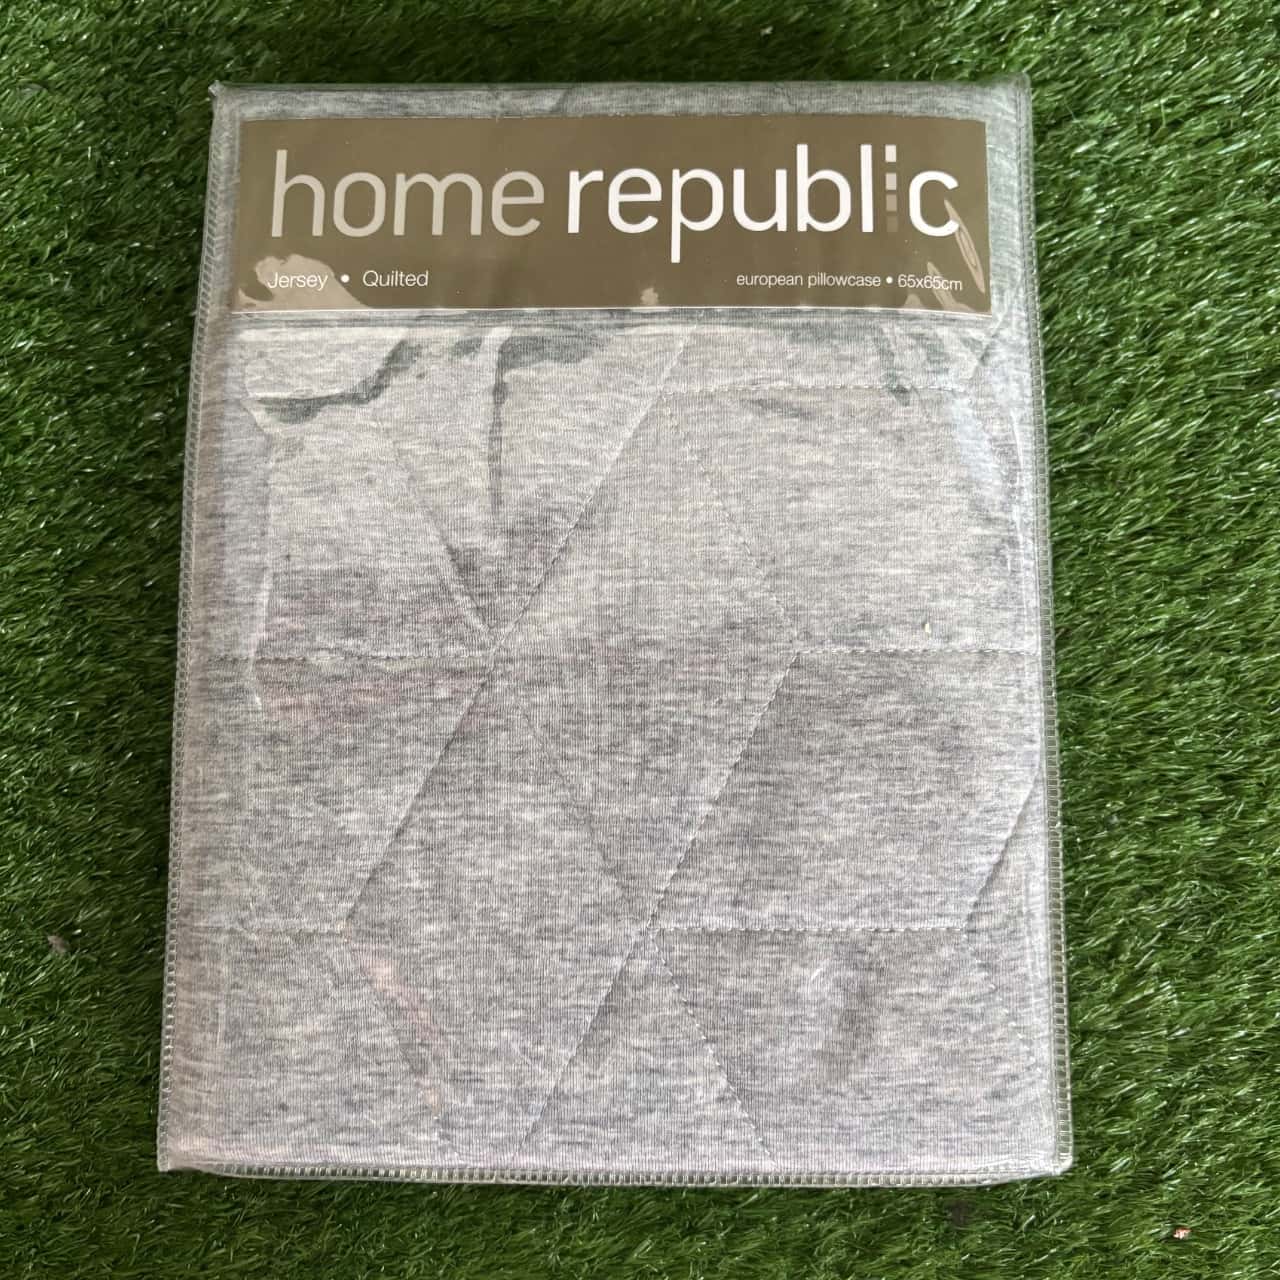 home republic
Jersey • Quilted
european pillowcase • 65x65cm